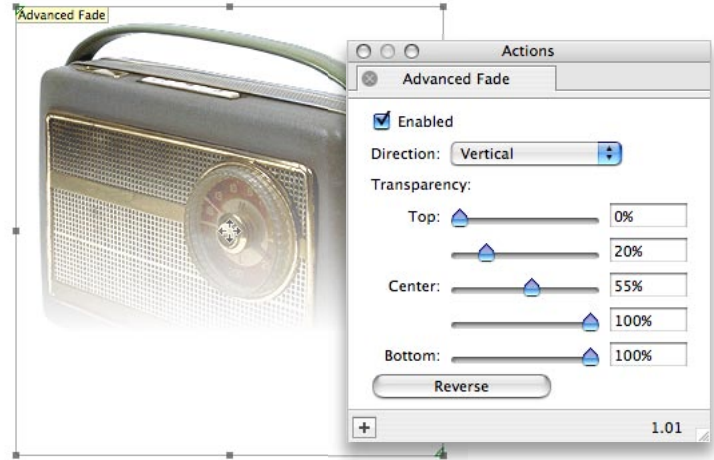 Advanced Fade
Actions
Advanced Fade
Enabled
Direction: Vertical
Transparency:
Top: 0%
20%
Center: 55%
100%
Bottom: 100%
Reverse
1.01